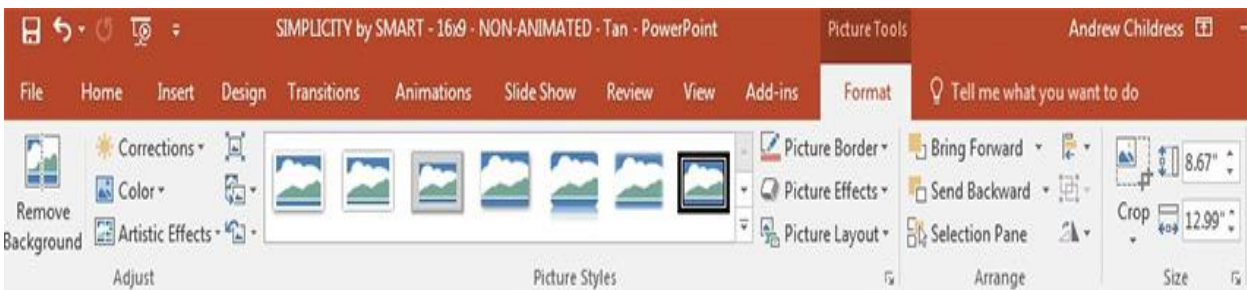 SIMPLICITY by SMART - 16x9 - NON-ANIMATED - Tan - PowerPoint Picture Tools Andrew Childress
File Home Insert Design Transitions Animations Slide Show Review View Add-ins Format Tell me what you want to do
Corrections Picture Border Bring Forward 8.67"
Color Picture Effects Send Backward
Remove Background Artistic Effects Picture Layout Selection Pane Crop 12.99"
Adjust Picture Styles Arrange Size